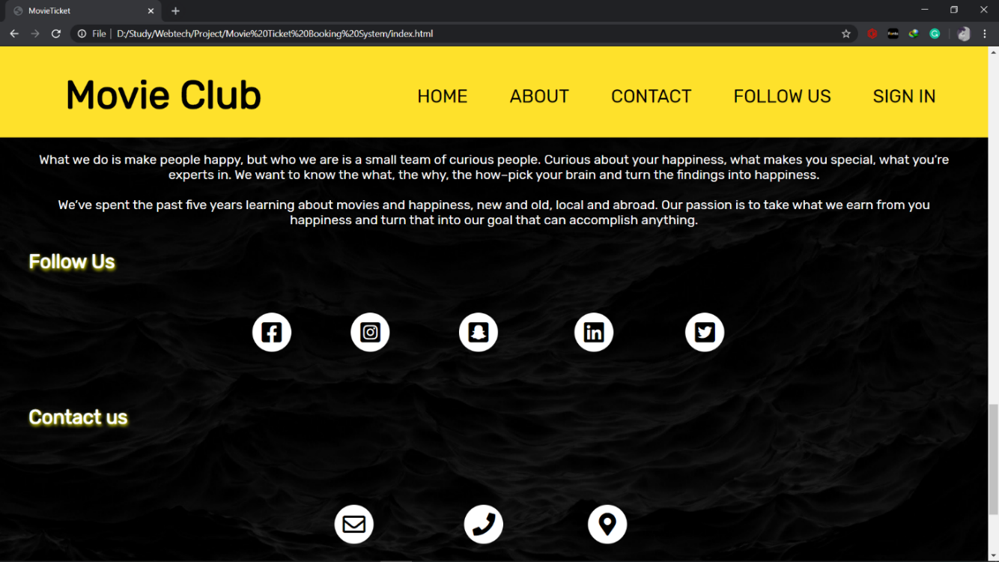 MovieTicket
File | D:/Study/Webtech/Project/Movie%20Ticket%20Booking%20System/index.html
Movie Club
HOME ABOUT CONTACT FOLLOW US SIGN IN
What we do is make people happy, but who we are is a small team of curious people. Curious about your happiness, what makes you special, what you’re
experts in. We want to know the what, the why, the how–pick your brain and turn the findings into happiness.
We’ve spent the past five years learning about movies and happiness, new and old, local and abroad. Our passion is to take what we earn from you
happiness and turn that into our goal that can accomplish anything.
Follow Us
Contact us